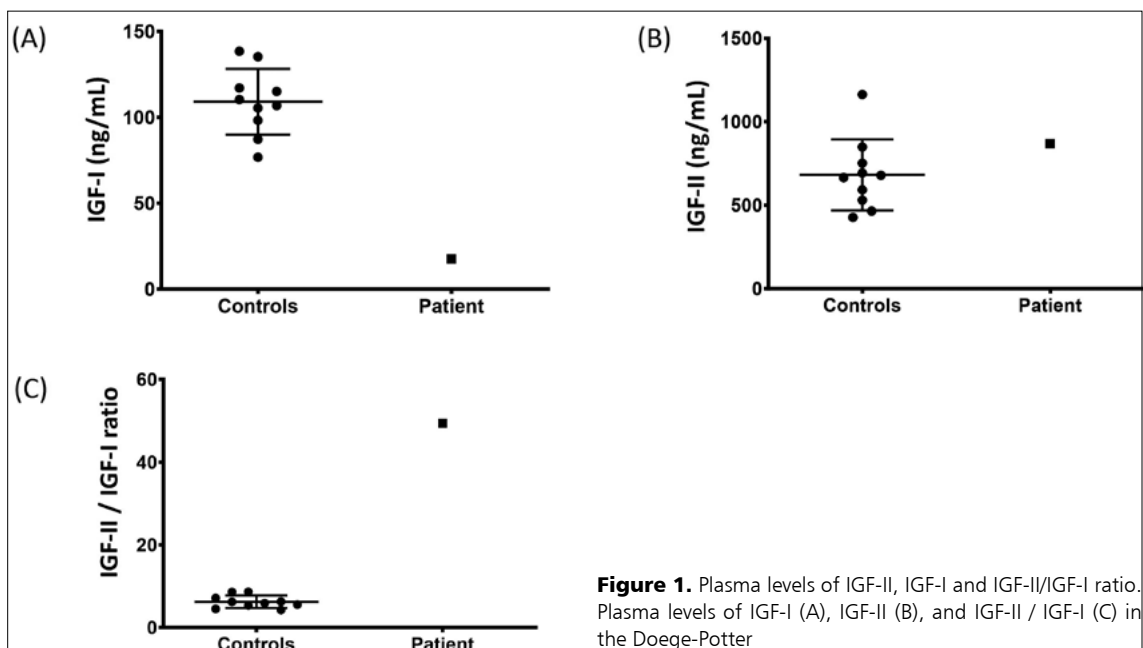 (A)
150
100
50
0
IGF-I (ng/mL)
Controls Patient
(B)
1500
1000
500
0
IGF-II (ng/mL)
Controls Patient
(C)
60
40
20
0
IGF-II / IGF-I ratio
Controls Patient
Figure 1. Plasma levels of IGF-II, IGF-I and IGF-II/IGF-I ratio.
Plasma levels of IGF-I (A), IGF-II (B), and IGF-II / IGF-I (C) in
the Doege-Potter